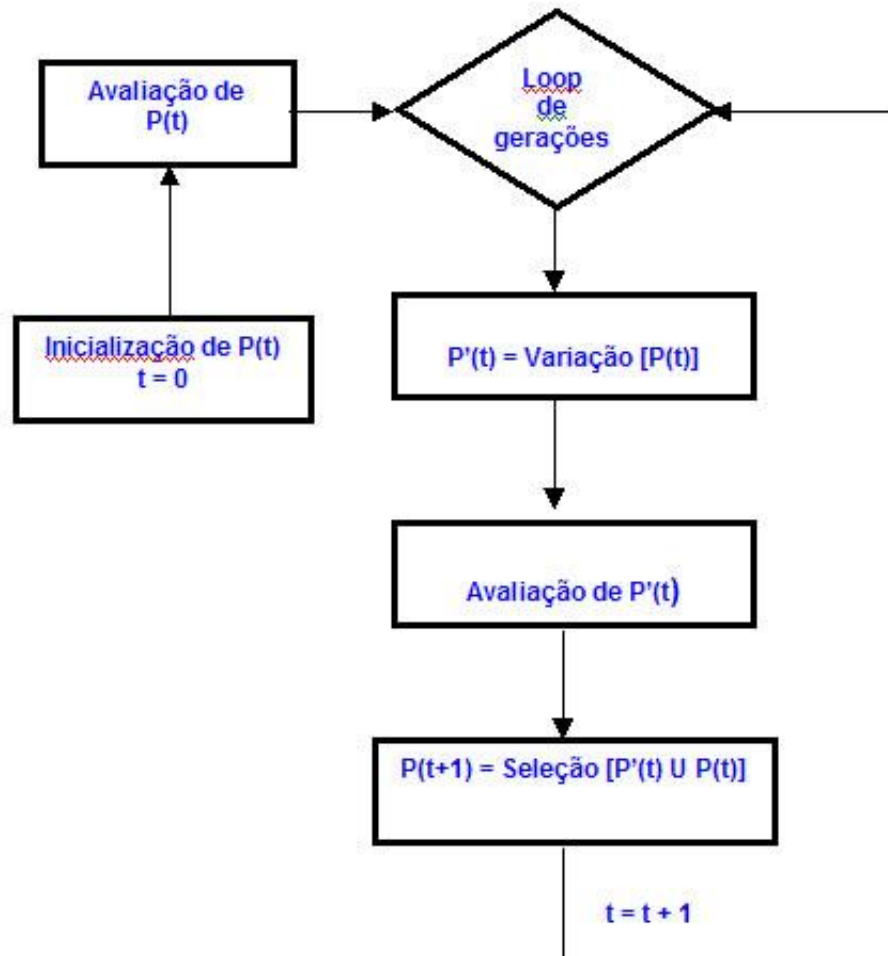 Avaliação de
P(t)
Loop
de
gerações
Inicialização de P(t)
t = 0
P'(t) = Variação [P(t)]
Avaliação de P'(t)
P(t+1) = Seleção [P'(t) U P(t)]
t = t + 1